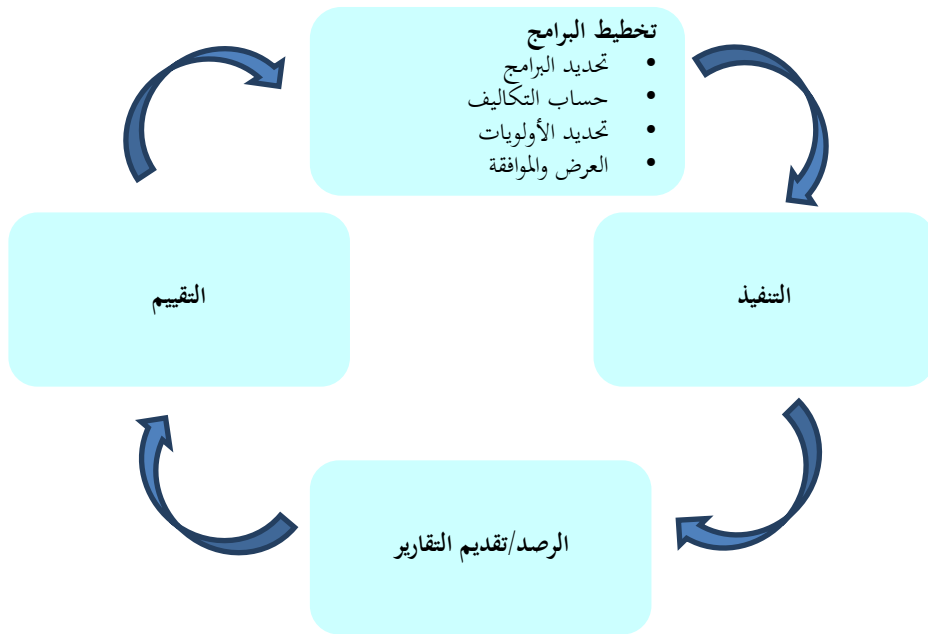 تخطيط البرامج
• تحديد البرامج
• حساب التكاليف
• تحديد الأولويات
• العرض والموافقة
التنفيذ
التقييم
الرصد/تقديم التقارير